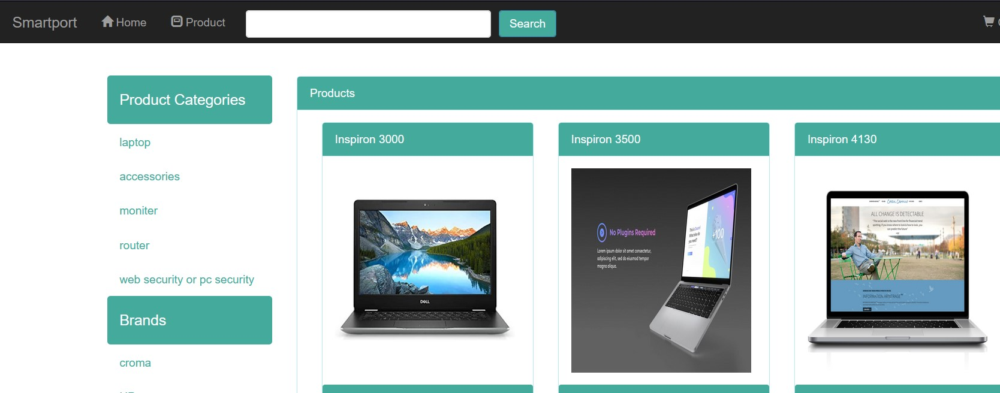 Smartport Home Product Search
Product Categories
laptop
accessories
moniter
router
web security or pc security
Brands
croma
Products
Inspiron 3000
DELL
Inspiron 3500
No Plugins Required
Lorem ipsum dolor sit amet consectetur,
adipiscing elit, sed do eiusmod tempor
magna aliqua.
+100
Inspiron 4130
ALL CHANGE IS DETECTABLE
INFORMATION ARBITRAGE